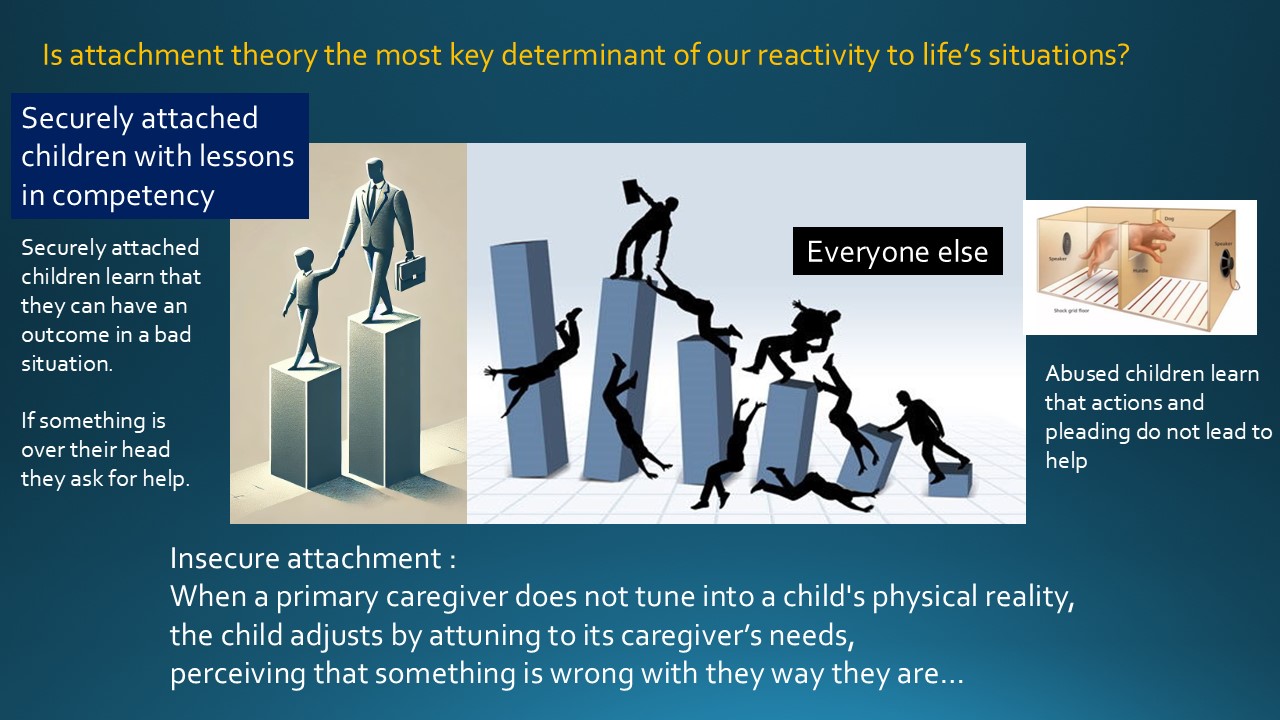 Is attachment theory the most key determinant of our reactivity to life’s situations?
Securely attached
children with lessons
in competency
Securely attached
children learn that
they can have an
outcome in a bad
situation.
If something is
over their head
they ask for help.
Everyone else
Dog
Speaker
Speaker
Hurdle
Shock grid floor
Abused children learn
that actions and
pleading do not lead to
help
Insecure attachment :
When a primary caregiver does not tune into a child's physical reality,
the child adjusts by attuning to its caregiver’s needs,
perceiving that something is wrong with they way they are...